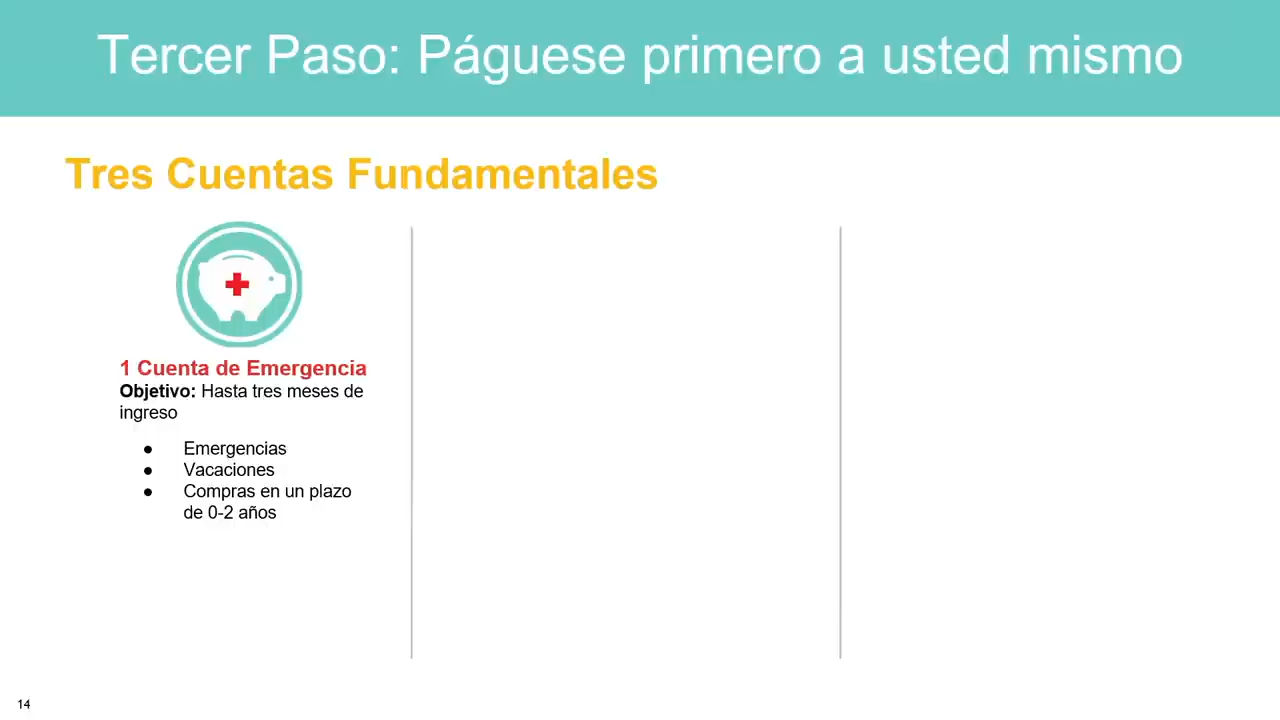 Tercer Paso: Páguese primero a usted mismo
Tres Cuentas Fundamentales
1 Cuenta de Emergencia
Objetivo: Hasta tres meses de
ingreso
● Emergencias
● Vacaciones
● Compras en un plazo
de 0-2 años
14